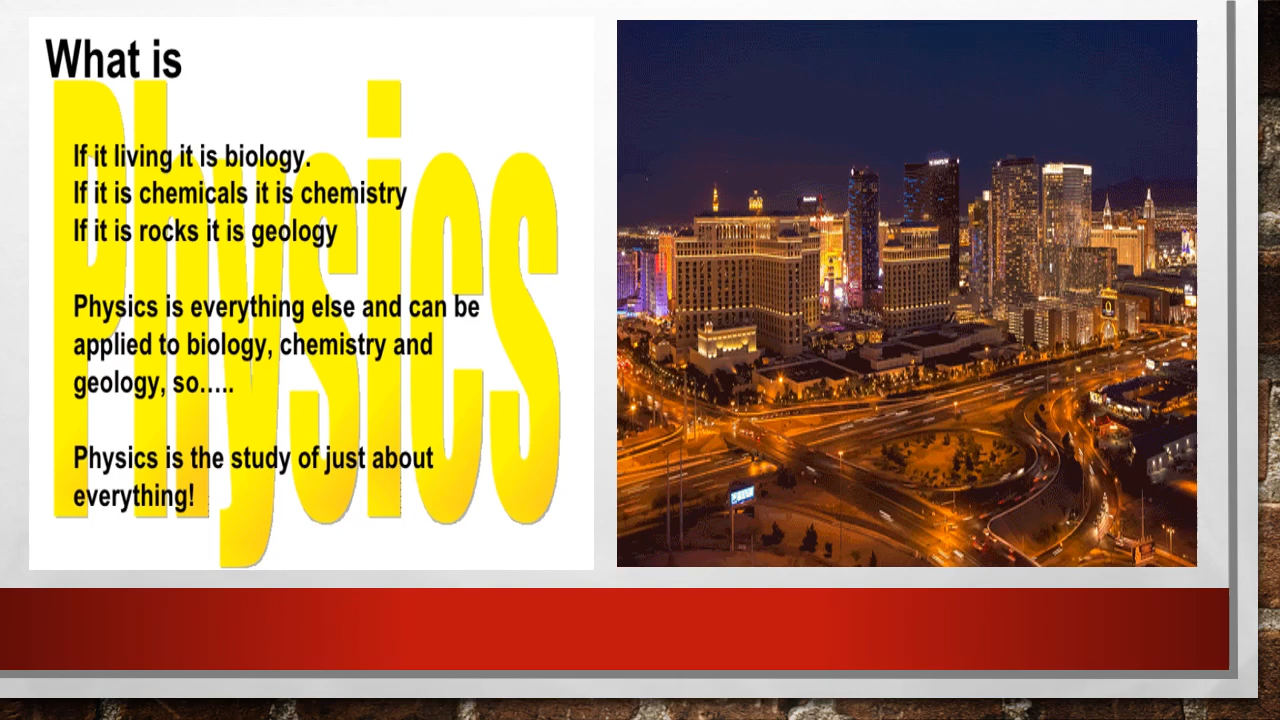 What is
Physics
If it living it is biology.
If it is chemicals it is chemistry
If it is rocks it is geology
Physics is everything else and can be
applied to biology, chemistry and
geology, so.....
Physics is the study of just about
everything!